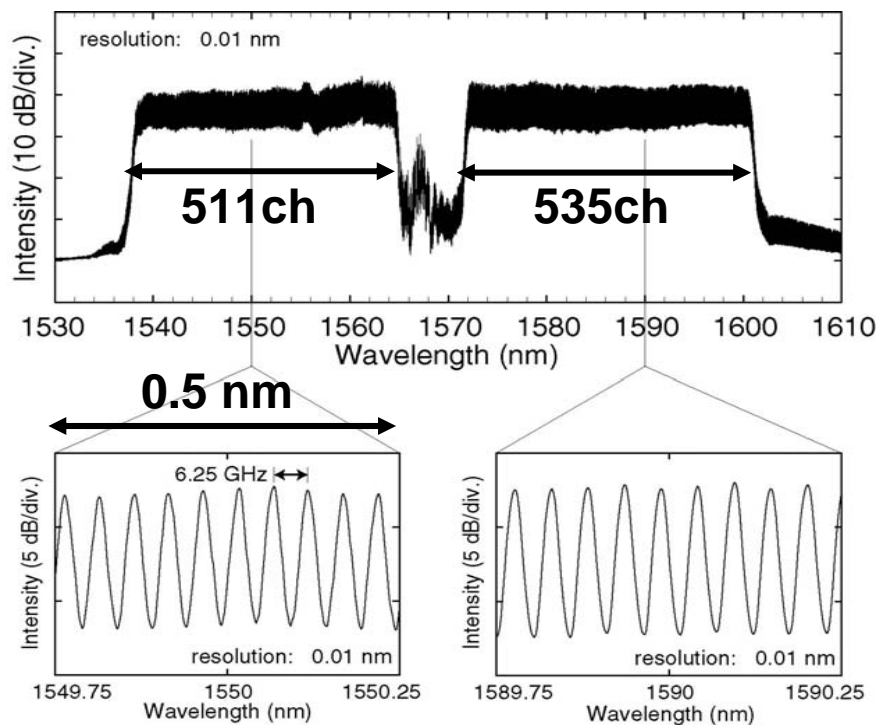 resolution: 0.01 nm
Intensity (10 dB/div.)
511ch
535ch
1530 1540 1550 1560 1570 1580 1590 1600 1610
Wavelength (nm)
0.5 nm
6.25 GHz
Intensity (5 dB/div.)
resolution: 0.01 nm
1549.75 1550 1550.25
Wavelength (nm)
Intensity (5 dB/div.)
resolution: 0.01 nm
1589.75 1590 1590.25
Wavelength (nm)